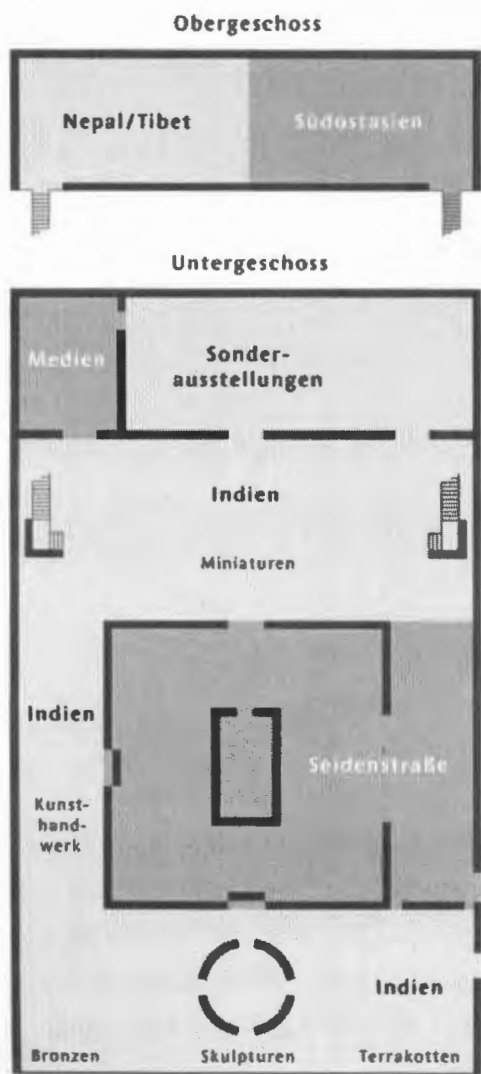 Obergeschoss
Nepal/Tibet
Südostasien
Untergeschoss
Medien
Sonder-
ausstellungen
Indien
Miniaturen
Indien
Seidenstraße
Kunst-
hand-
werk
Indien
Bronzen
Skulpturen
Terrakotten